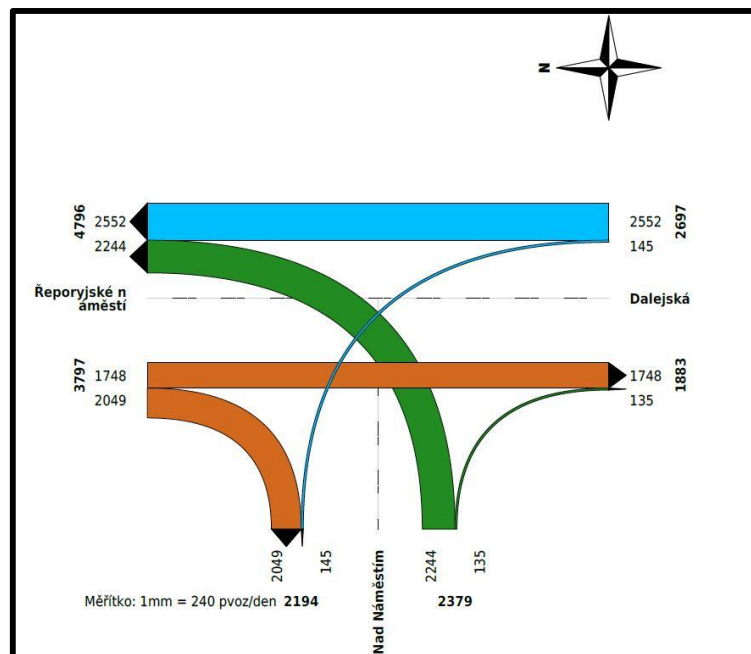 N
4796
2552
2244
2552
145
2697
Řeporyjské n
áměstí
Dalejská
3797
1748
2049
1748
135
1883
2049
145
Nad Náměstím
2244
135
Měřítko: 1mm = 240 pvoz/den 2194
2379